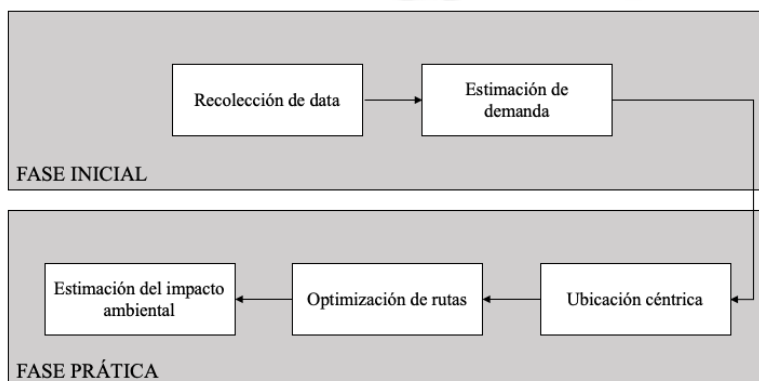 Recolección de data
Estimación de
demanda
FASE INICIAL
Estimación del impacto
ambiental
Optimización de rutas
Ubicación céntrica
FASE PRÁTICA